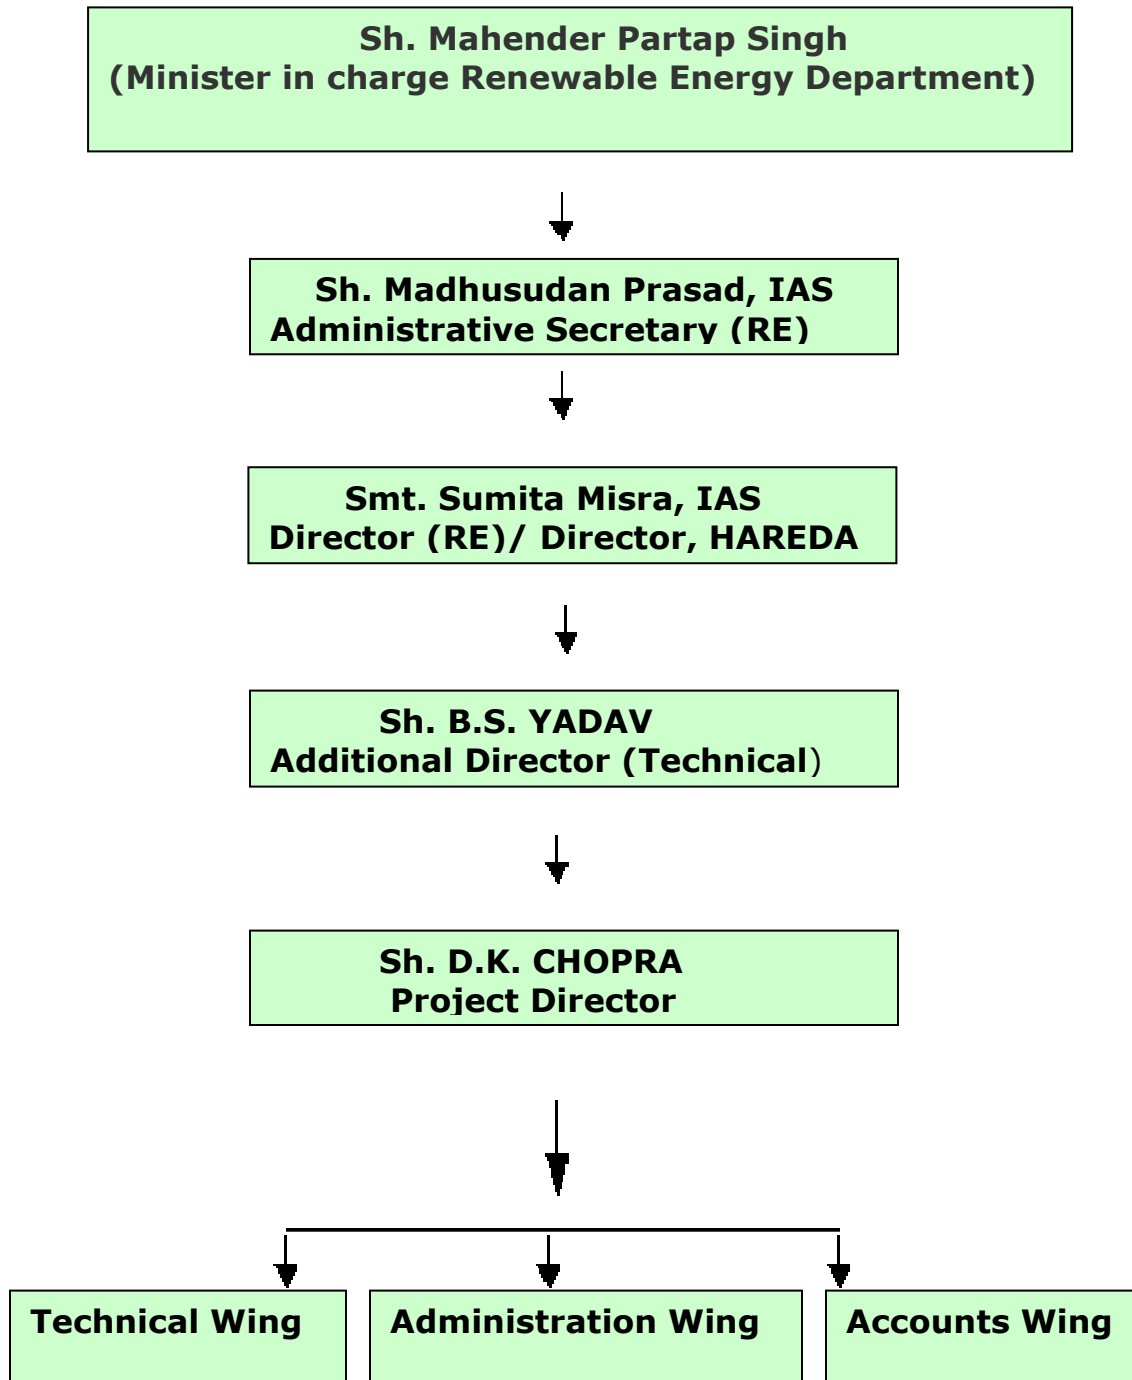 Sh. Mahender Partap Singh
(Minister in charge Renewable Energy Department)
Sh. Madhusudan Prasad, IAS
Administrative Secretary (RE)
Smt. Sumita Misra, IAS
Director (RE)/ Director, HAREDA
Sh. B.S. YADAV
Additional Director (Technical)
Sh. D.K. CHOPRA
Project Director
Technical Wing
Administration Wing
Accounts Wing